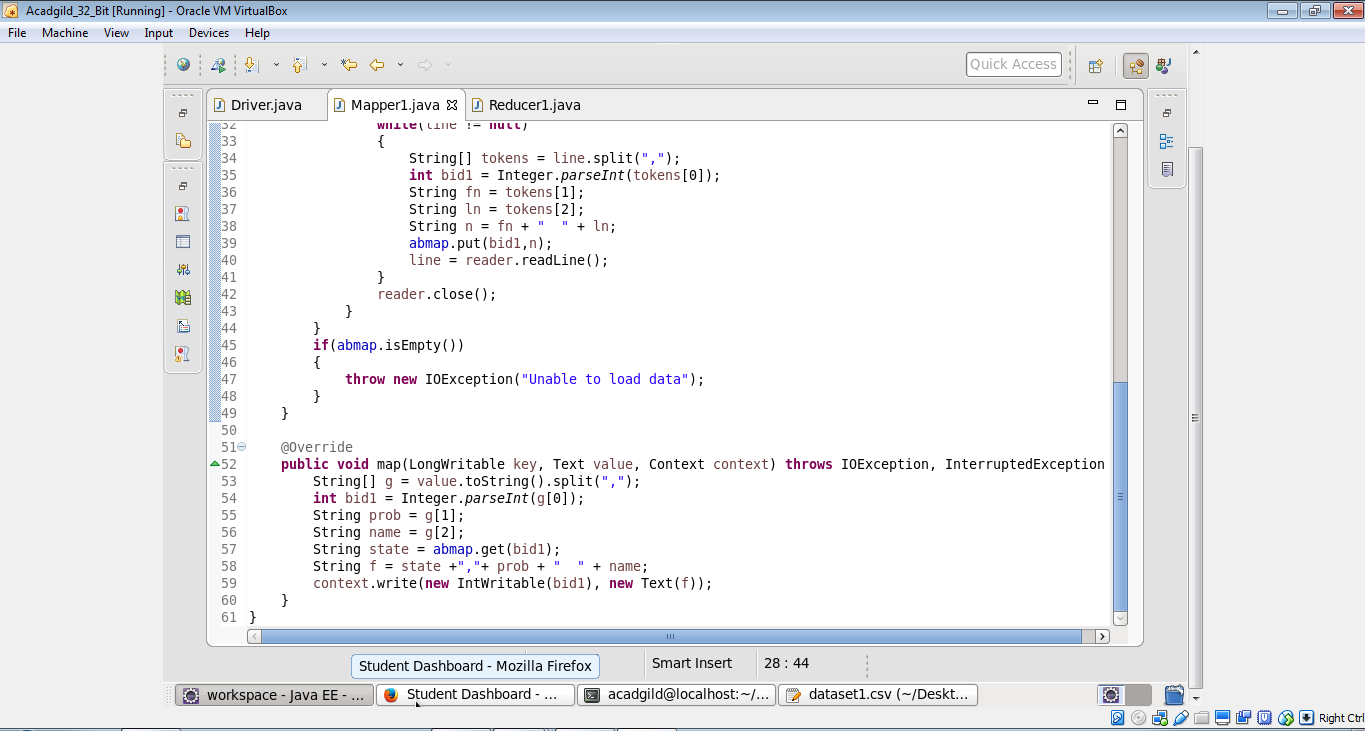 Acadgild_32_Bit [Running] - Oracle VM VirtualBox
File Machine View Input Devices Help
Quick Access
Driver.java Mapper1.java Reducer1.java
32 while(line != null)
33 {
34 String[] tokens = line.split(",");
35 int bid1 = Integer.parseInt(tokens[0]);
36 String fn = tokens[1];
37 String ln = tokens[2];
38 String n = fn + "  " + ln;
39 abmap.put(bid1,n);
40 line = reader.readLine();
41 }
42 reader.close();
43 }
44 }
45 if(abmap.isEmpty())
46 {
47 throw new IOException("Unable to load data");
48 }
49 }
50
51 @Override
52 public void map(LongWritable key, Text value, Context context) throws IOException, InterruptedException
53 String[] g = value.toString().split(",");
54 int bid1 = Integer.parseInt(g[0]);
55 String prob = g[1];
56 String name = g[2];
57 String state = abmap.get(bid1);
58 String f = state +","+ prob + "  " + name;
59 context.write(new IntWritable(bid1), new Text(f));
60 }
61 }
Student Dashboard - Mozilla Firefox
Smart Insert 28 : 44
workspace - Java EE - ... Student Dashboard - ... acadgild@localhost:~/... dataset1.csv (~/Deskt...
Right Ctrl